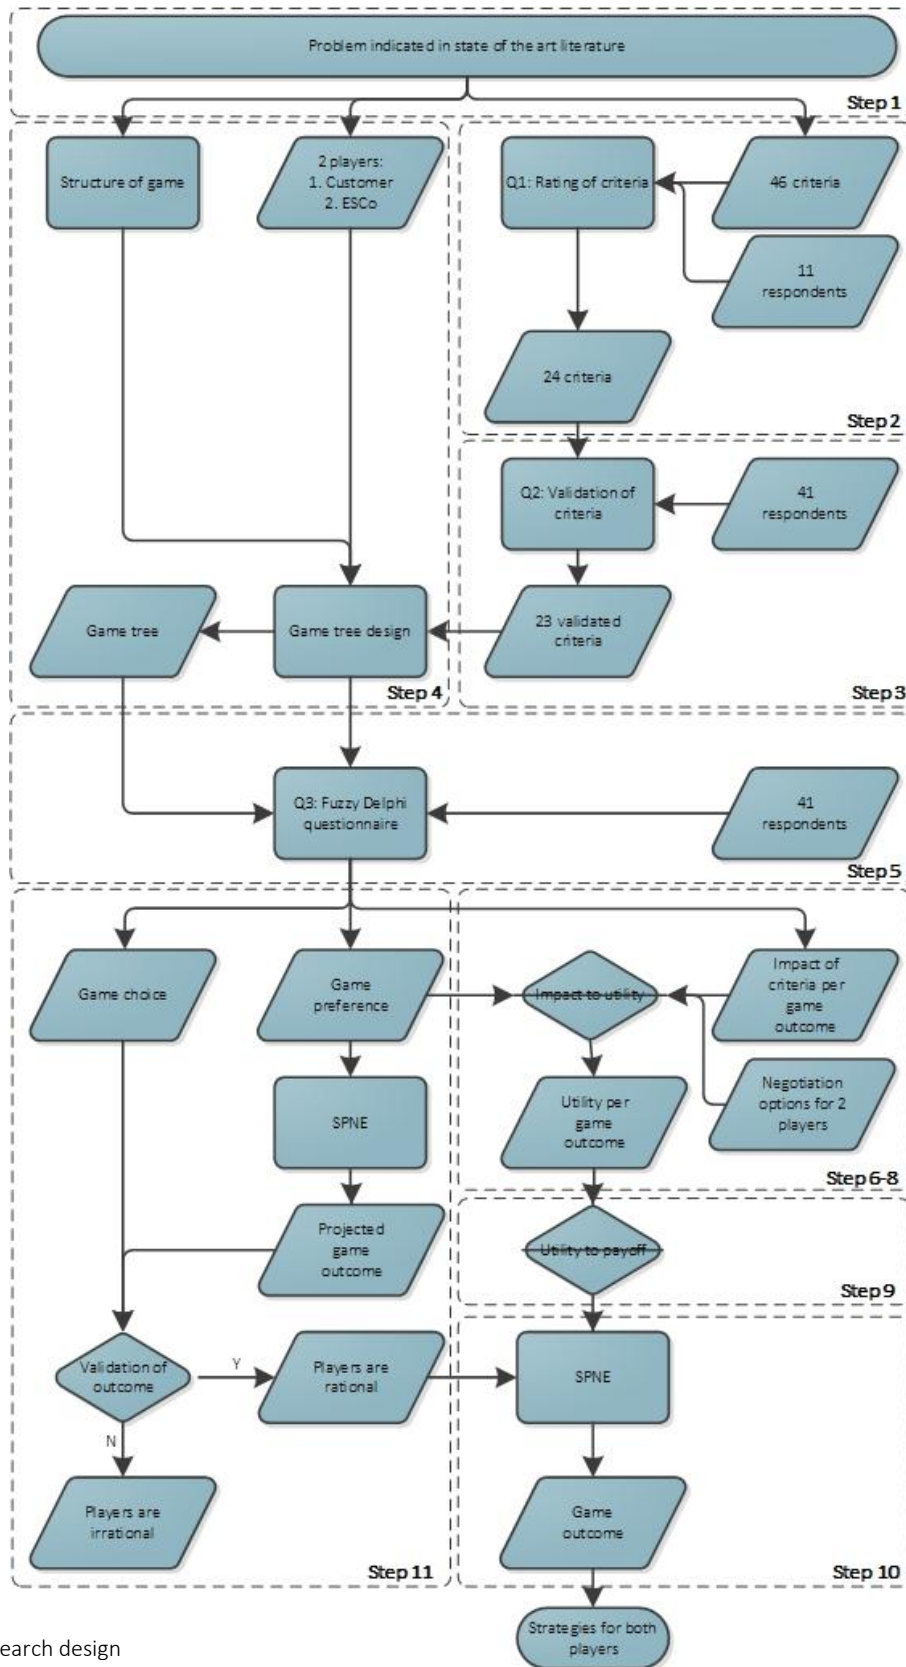 Problem indicated in state of the art literature
Step 1
Structure of game
2 players:
1. Customer
2. ESCo
Q1: Rating of criteria
46 criteria
11
respondents
24 criteria
Step 2
Q2: Validation of
criteria
41
respondents
Game tree
Game tree design
23 validated
criteria
Step 4
Step 3
Q3: Fuzzy Delphi
questionnaire
41
respondents
Step 5
Game choice
Game
preference
Impact to utility
Impact of
criteria per
game
outcome
SPNE
Utility per
game
outcome
Negotiation
options for 2
players
Step 6-8
Projected
game
outcome
Utility to payoff
Step 9
Validation of
outcome
Y
Players are
rational
SPNE
N
Players are
irrational
Game
outcome
Step 11
Step 10
Strategies for both
players
earch design